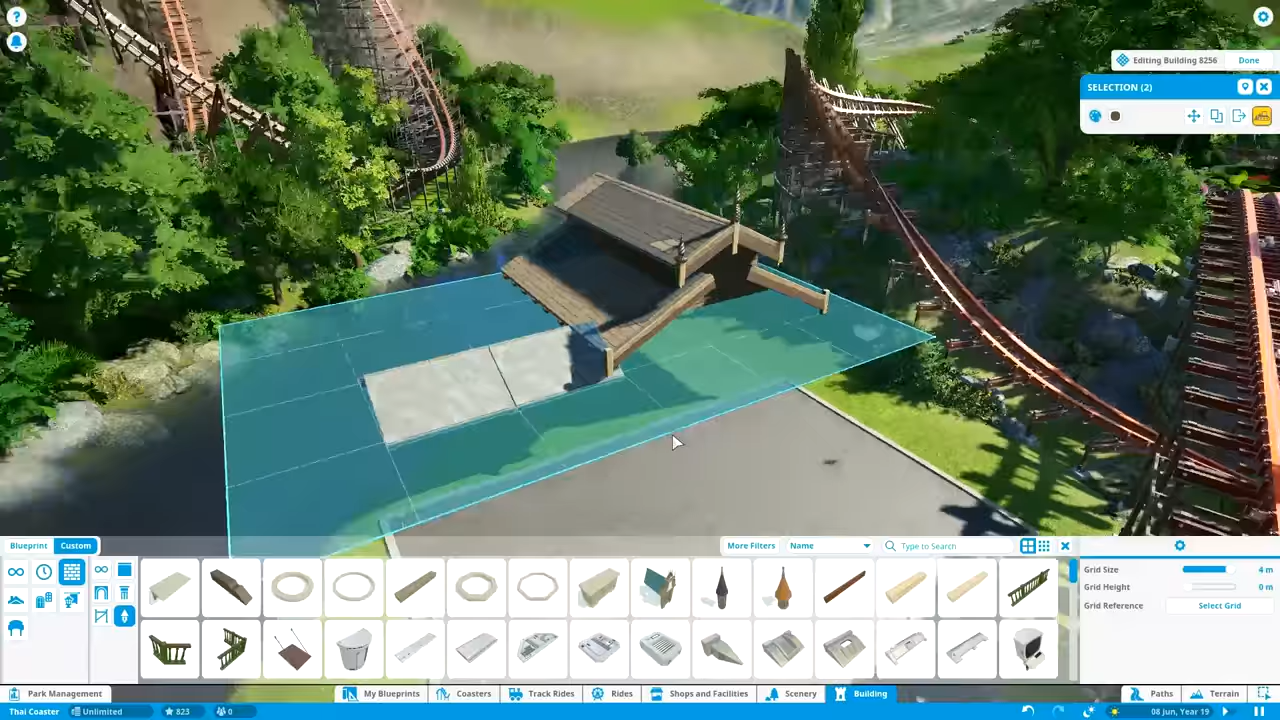 Editing Building 8256 Done
SELECTION (2)
Blueprint Custom
More Filters Name Type to Search
Grid Size 4 m
Grid Height 0 m
Grid Reference Select Grid
Park Management My Blueprints Coasters Track Rides Rides Shops and Facilities Scenery Building Paths Terrain
Thai Coaster Unlimited 823 0 08 Jun, Year 19